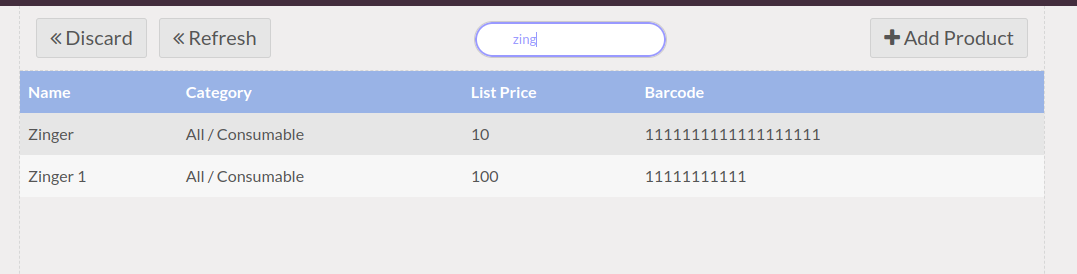 Discard Refresh zing Add Product
Name Category List Price Barcode
Zinger All / Consumable 10 1111111111111111111
Zinger 1 All / Consumable 100 11111111111